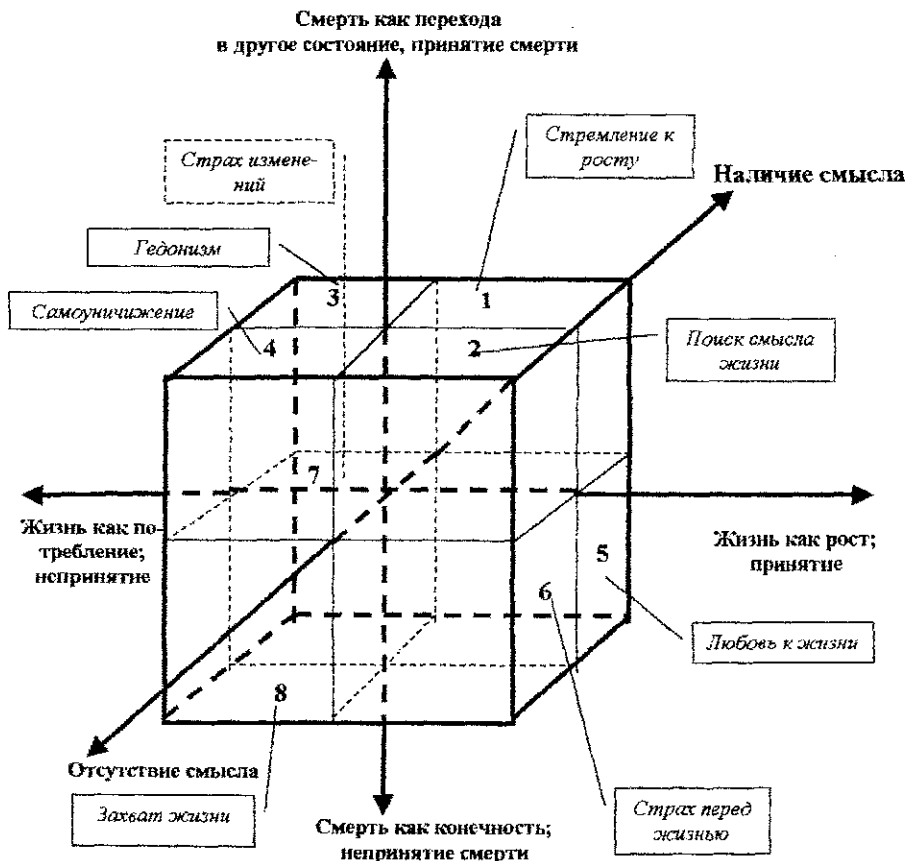 Смерть как перехода
в другое состояние, принятие смерти
Стремление к
росту
Страх измене-
ний
Наличие смысла
Гедонизм
Самоуничижение
3
1
4
2
Поиск смысла
жизни
7
Жизнь как по-
требление;
непринятие
Жизнь как рост;
принятие
5
6
Любовь к жизни
8
Отсутствие смысла
Захват жизни
Смерть как конечность;
непринятие смерти
Страх перед
жизнью